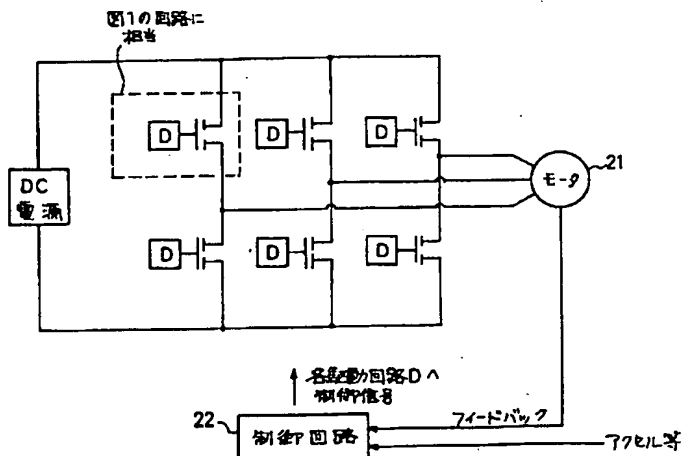 図1の回路に
相当
D
D
D
21
モータ
DC
電源
D
D
D
各駆動回路Dへ
制御信号
22
制御回路
フィードバック
アクセル等